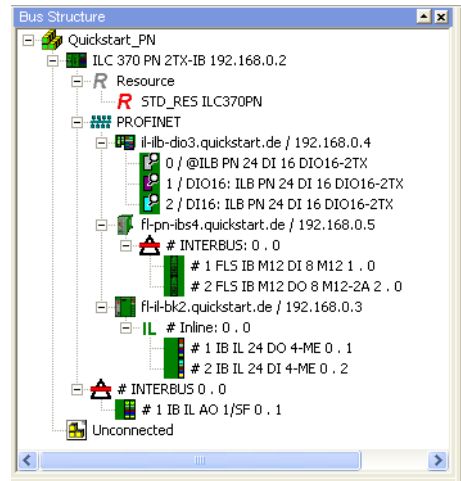 Bus Structure
Quickstart_PN
ILC 370 PN 2TX-IB 192.168.0.2
R Resource
R STD_RES ILC370PN
PROFINET
il-ilb-dio3.quickstart.de / 192.168.0.4
0 / @ILB PN 24 DI 16 DIO16-2TX
1 / DIO16: ILB PN 24 DI 16 DIO16-2TX
2 / DI16: ILB PN 24 DI 16 DIO16-2TX
fl-pn-ibs4.quickstart.de / 192.168.0.5
# INTERBUS: 0 . 0
# 1 FLS IB M12 DI 8 M12 1 . 0
# 2 FLS IB M12 DO 8 M12-2A 2 . 0
fl-il-bk2.quickstart.de / 192.168.0.3
IL # Inline: 0 . 0
# 1 IB IL 24 DO 4-ME 0 . 1
# 2 IB IL 24 DI 4-ME 0 . 2
# INTERBUS 0 . 0
# 1 IB IL AO 1/SF 0 . 1
Unconnected